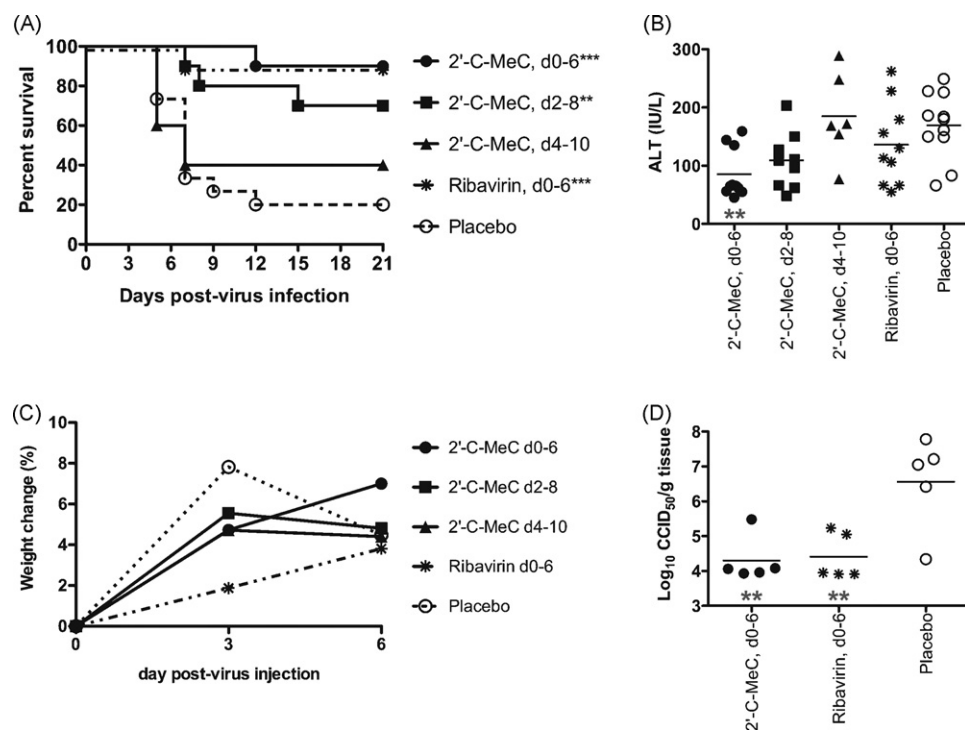 (A)
Percent survival
100
80
60
40
20
0
0 3 6 9 12 15 18 21
Days post-virus infection
2'-C-MeC, d0-6***
2'-C-MeC, d2-8**
2'-C-MeC, d4-10
Ribavirin, d0-6***
Placebo
(B)
ALT (IU/L)
300
200
100
0
**
2'-C-MeC, d0-6
2'-C-MeC, d2-8
2'-C-MeC, d4-10
Ribavirin, d0-6
Placebo
(C)
Weight change (%)
10
8
6
4
2
0
0 3 6
day post-virus injection
2'-C-MeC d0-6
2'-C-MeC d2-8
2'-C-MeC d4-10
Ribavirin d0-6
Placebo
(D)
Log10 CCID50/g tissue
8
7
6
5
4
3
** **
2'-C-MeC, d0-6
Ribavirin, d0-6
Placebo